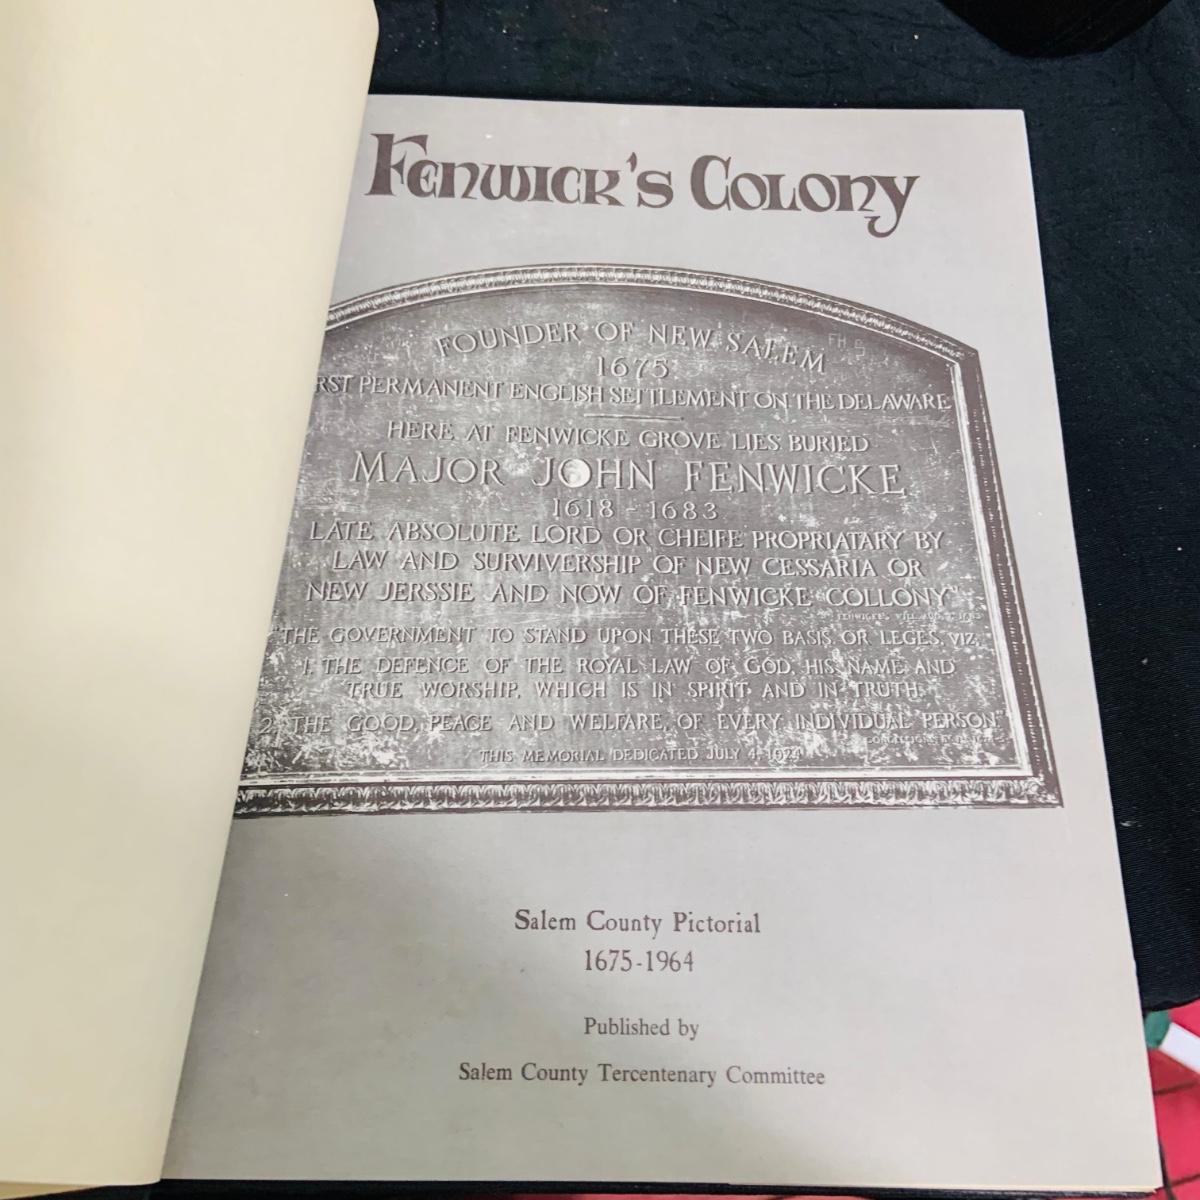 Fenwick's Colony
FOUNDER OF NEW SALEM
1675
RST PERMANENT ENGLISH SETTLEMENT ON THE DELAWARE
HERE AT FENWICKE GROVE LIES BURIED
MAJOR JOHN FENWICKE
1618 - 1683
LATE ABSOLUTE LORD OR CHEIFE PROPRIATARY BY
LAW AND SURVIVERSHIP OF NEW CESSARIA OR
NEW JERSSIE AND NOW OF FENWICKE COLLONY"
"THE GOVERNMENT TO STAND UPON THESE TWO BASIS OR LEGES, VIZ,
1. THE DEFENCE OF THE ROYAL LAW OF GOD, HIS NAME AND
TRUE WORSHIP, WHICH IS IN SPIRIT AND IN TRUTH.
2. THE GOOD, PEACE AND WELFARE, OF EVERY INDIVIDUAL PERSON"
THIS MEMORIAL DEDICATED JULY 4, 1924
Salem County Pictorial
1675-1964
Published by
Salem County Tercentenary Committee